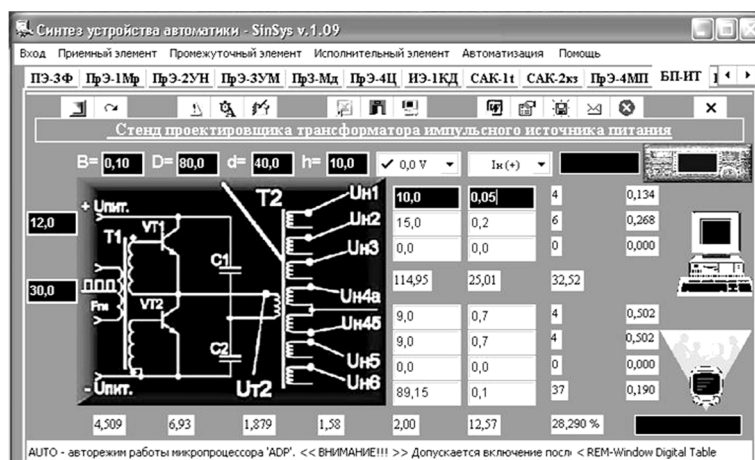 Синтез устройства автоматики - SinSys v.1.09
Вход Приемный элемент Промежуточный элемент Исполнительный элемент Автоматизация Помощь
ПЭ-3Ф ПрЭ-1Мр ПрЭ-2УН ПрЭ-3УМ ПрЭ-Мд ПрЭ-4Ц ИЭ-1КД САК-1t САК-2кз ПрЭ-4МП БП-ИТ
Стенд проектировщика трансформатора импульсного источника питания
B= 0,10 D= 80,0 d= 40,0 h= 10,0 0,0 V Iн (+)
12,0
30,0
+ Uпит.
VT1
T1
Fпи
VT2
- Uпит.
C1
C2
T2
Uт2
Uн1
Uн2
Uн3
Uн4а
Uн4б
Uн5
Uн6
10,0 0,05 4 0,134
15,0 0,2 6 0,268
0,0 0,0 0 0,000
114,95 25,01 32,52
9,0 0,7 4 0,502
9,0 0,7 4 0,502
0,0 0,0 0 0,000
89,15 0,1 37 0,190
4,509 6,93 1,879 1,58 2,00 12,57 28,290 %
AUTO - авторежим работы микропроцессора 'ADP'. << ВНИМАНИЕ!!! >> Допускается включение посл < REM-Window Digital Table